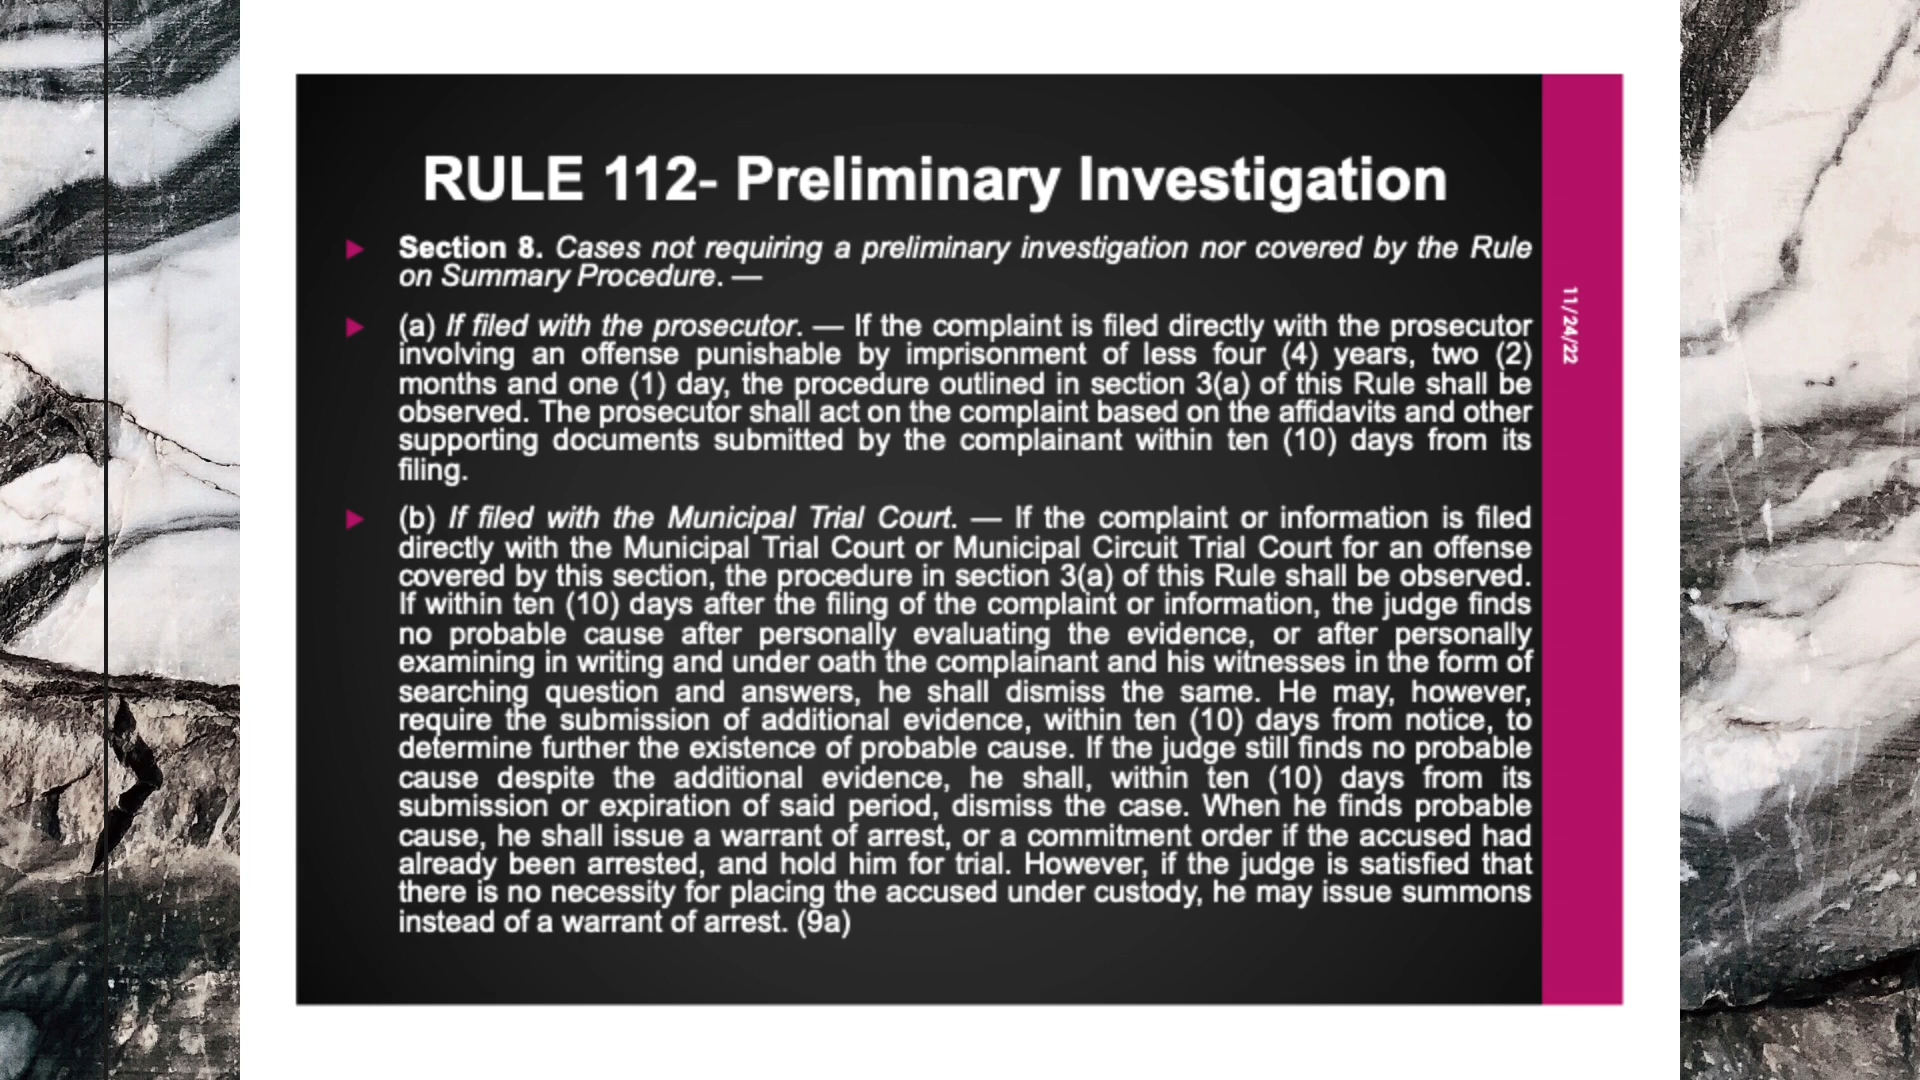 RULE 112- Preliminary Investigation
Section 8. Cases not requiring a preliminary investigation nor covered by the Rule
on Summary Procedure. —
(a) If filed with the prosecutor. — If the complaint is filed directly with the prosecutor
involving an offense punishable by imprisonment of less four (4) years, two (2)
months and one (1) day, the procedure outlined in section 3(a) of this Rule shall be
observed. The prosecutor shall act on the complaint based on the affidavits and other
supporting documents submitted by the complainant within ten (10) days from its
filing.
(b) If filed with the Municipal Trial Court. — If the complaint or information is filed
directly with the Municipal Trial Court or Municipal Circuit Trial Court for an offense
covered by this section, the procedure in section 3(a) of this Rule shall be observed.
If within ten (10) days after the filing of the complaint or information, the judge finds
no probable cause after personally evaluating the evidence, or after personally
examining in writing and under oath the complainant and his witnesses in the form of
searching question and answers, he shall dismiss the same. He may, however,
require the submission of additional evidence, within ten (10) days from notice, to
determine further the existence of probable cause. If the judge still finds no probable
cause despite the additional evidence, he shall, within ten (10) days from its
submission or expiration of said period, dismiss the case. When he finds probable
cause, he shall issue a warrant of arrest, or a commitment order if the accused had
already been arrested, and hold him for trial. However, if the judge is satisfied that
there is no necessity for placing the accused under custody, he may issue summons
instead of a warrant of arrest. (9a)
11/24/22